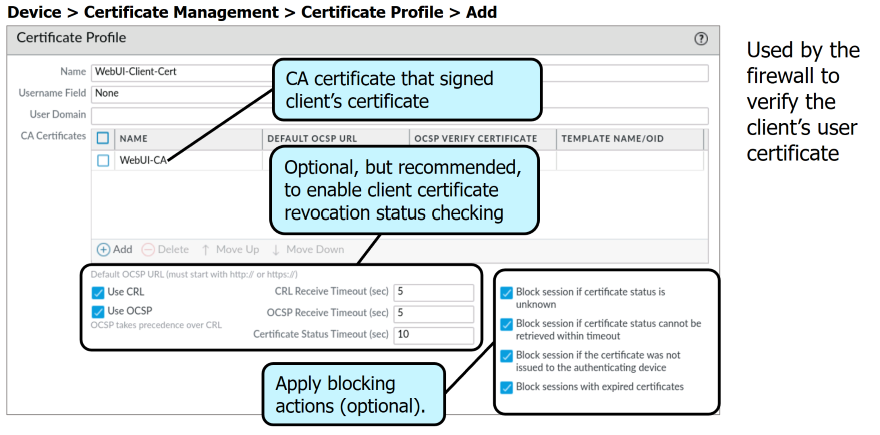 Device > Certificate Management > Certificate Profile > Add
Certificate Profile
Name WebUI-Client-Cert
Username Field None
User Domain
CA Certificates
NAME DEFAULT OCSP URL OCSP VERIFY CERTIFICATE TEMPLATE NAME/OID
WebUI-CA
CA certificate that signed
client's certificate
Optional, but recommended,
to enable client certificate
revocation status checking
Add Delete ↑ Move Up ↓ Move Down
Default OCSP URL (must start with http:// or https://)
Use CRL
Use OCSP
OCSP takes precedence over CRL
CRL Receive Timeout (sec) 5
OCSP Receive Timeout (sec) 5
Certificate Status Timeout (sec) 10
Block session if certificate status is
unknown
Block session if certificate status cannot be
retrieved within timeout
Block session if the certificate was not
issued to the authenticating device
Block sessions with expired certificates
Apply blocking
actions (optional).
Used by the
firewall to
verify the
client's user
certificate